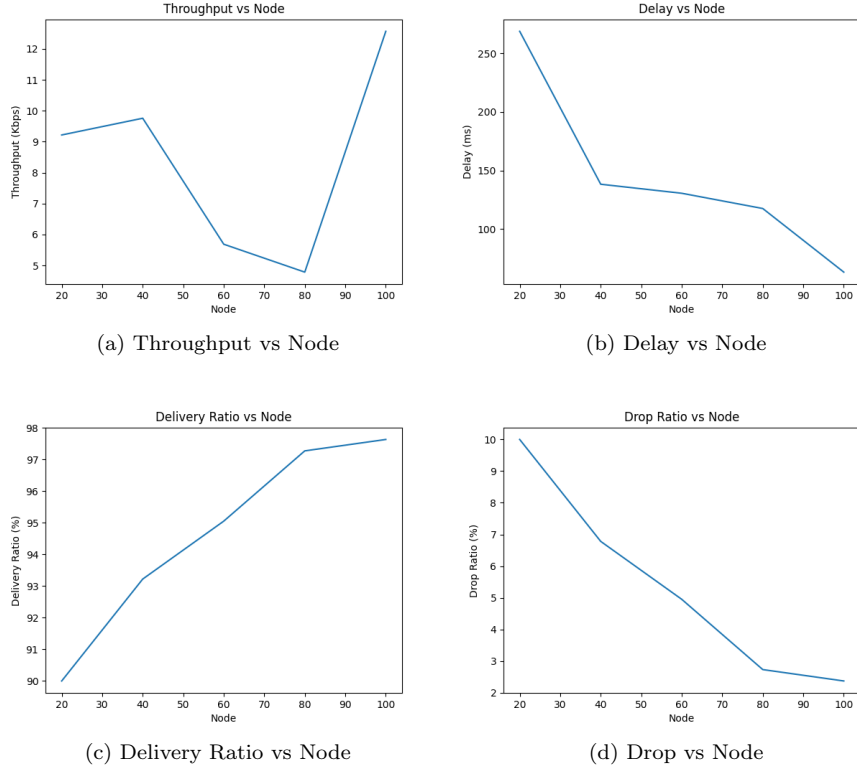 Throughput vs Node
Throughput (Kbps)
12
11
10
9
8
7
6
5
20 30 40 50 60 70 80 90 100
Node
(a) Throughput vs Node
Delay vs Node
Delay (ms)
250
200
150
100
20 30 40 50 60 70 80 90 100
Node
(b) Delay vs Node
Delivery Ratio vs Node
Delivery Ratio (%)
98
97
96
95
94
93
92
91
90
20 30 40 50 60 70 80 90 100
Node
(c) Delivery Ratio vs Node
Drop Ratio vs Node
Drop Ratio (%)
10
9
8
7
6
5
4
3
2
20 30 40 50 60 70 80 90 100
Node
(d) Drop vs Node